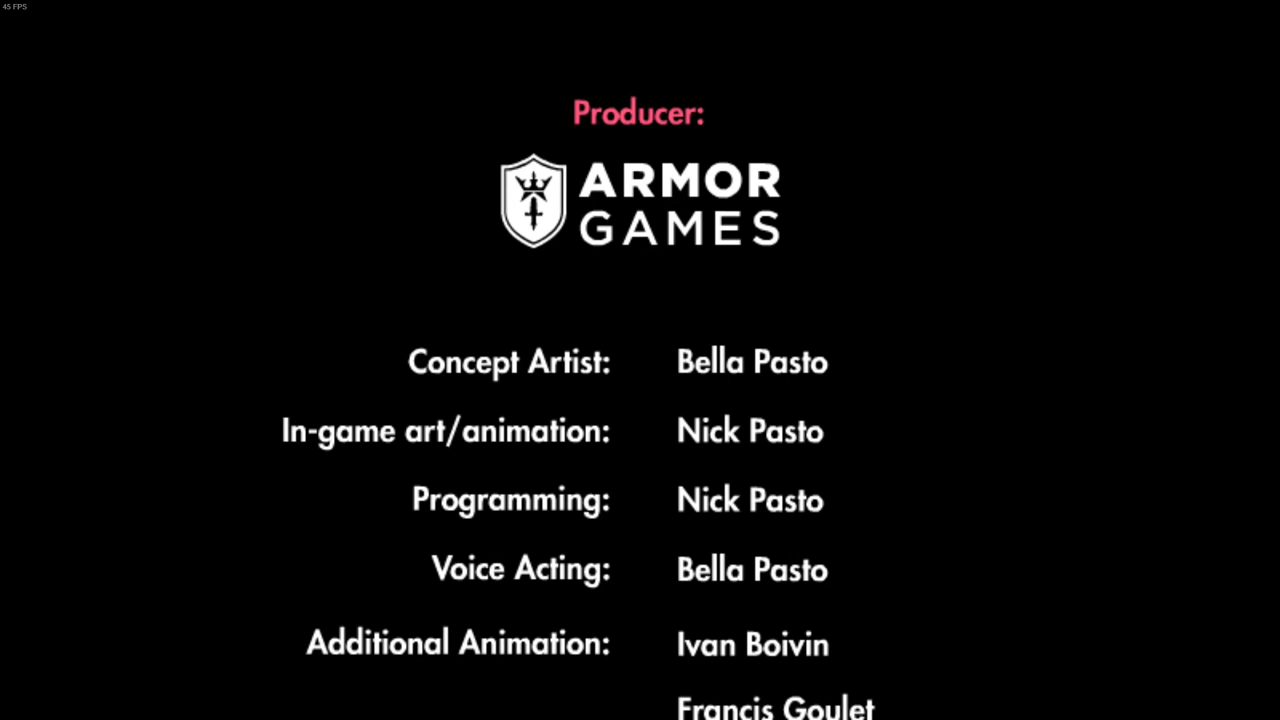 45 FPS
Producer:
ARMOR
GAMES
Concept Artist: Bella Pasto
In-game art/animation: Nick Pasto
Programming: Nick Pasto
Voice Acting: Bella Pasto
Additional Animation: Ivan Boivin
Francis Goulet